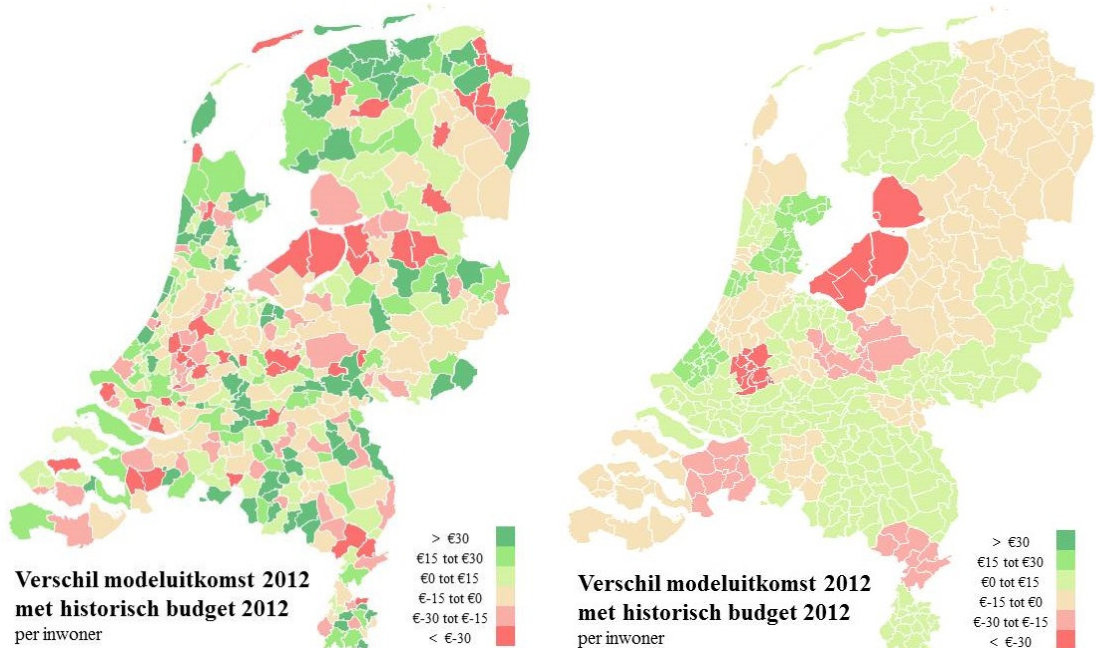 > €30
€15 tot €30
€0 tot €15
€-15 tot €0
€-30 tot €-15
< €-30
Verschil modeluitkomst 2012
met historisch budget 2012
per inwoner
> €30
€15 tot €30
€0 tot €15
€-15 tot €0
€-30 tot €-15
< €-30
Verschil modeluitkomst 2012
met historisch budget 2012
per inwoner